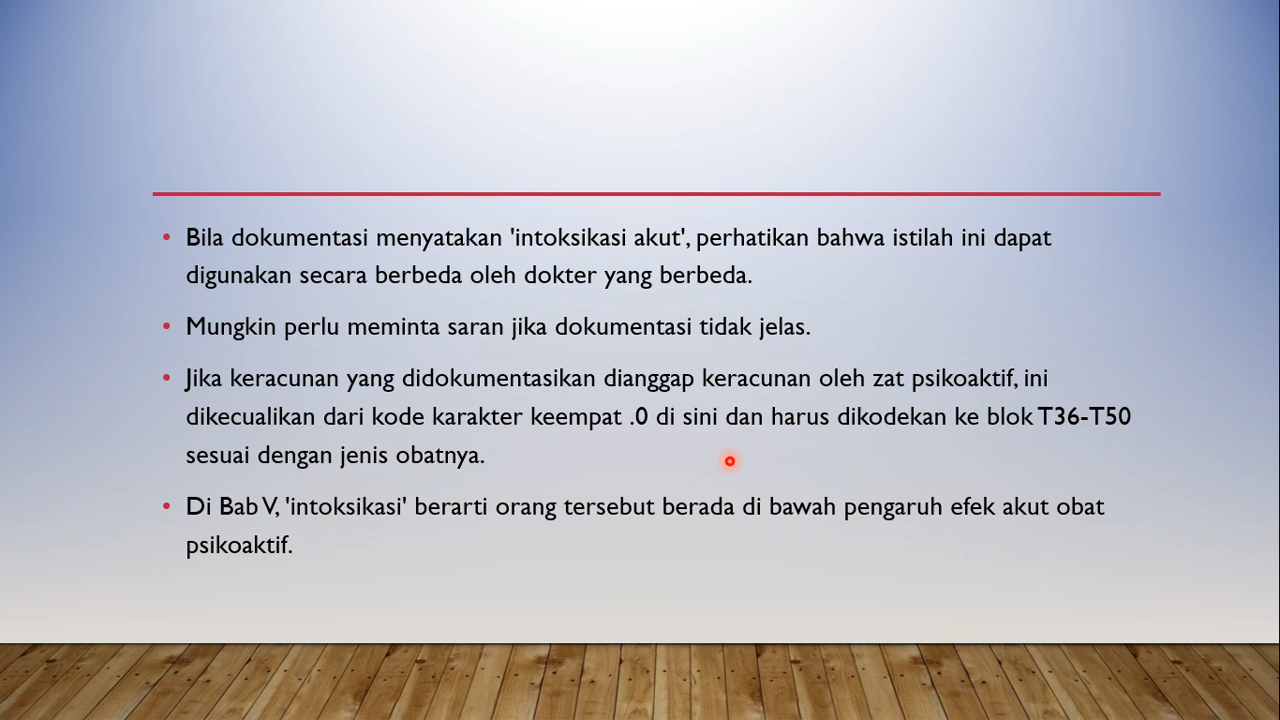 • Bila dokumentasi menyatakan 'intoksikasi akut', perhatikan bahwa istilah ini dapat
digunakan secara berbeda oleh dokter yang berbeda.
• Mungkin perlu meminta saran jika dokumentasi tidak jelas.
• Jika keracunan yang didokumentasikan dianggap keracunan oleh zat psikoaktif, ini
dikecualikan dari kode karakter keempat .0 di sini dan harus dikodekan ke blok T36-T50
sesuai dengan jenis obatnya.
• Di Bab V, 'intoksikasi' berarti orang tersebut berada di bawah pengaruh efek akut obat
psikoaktif.